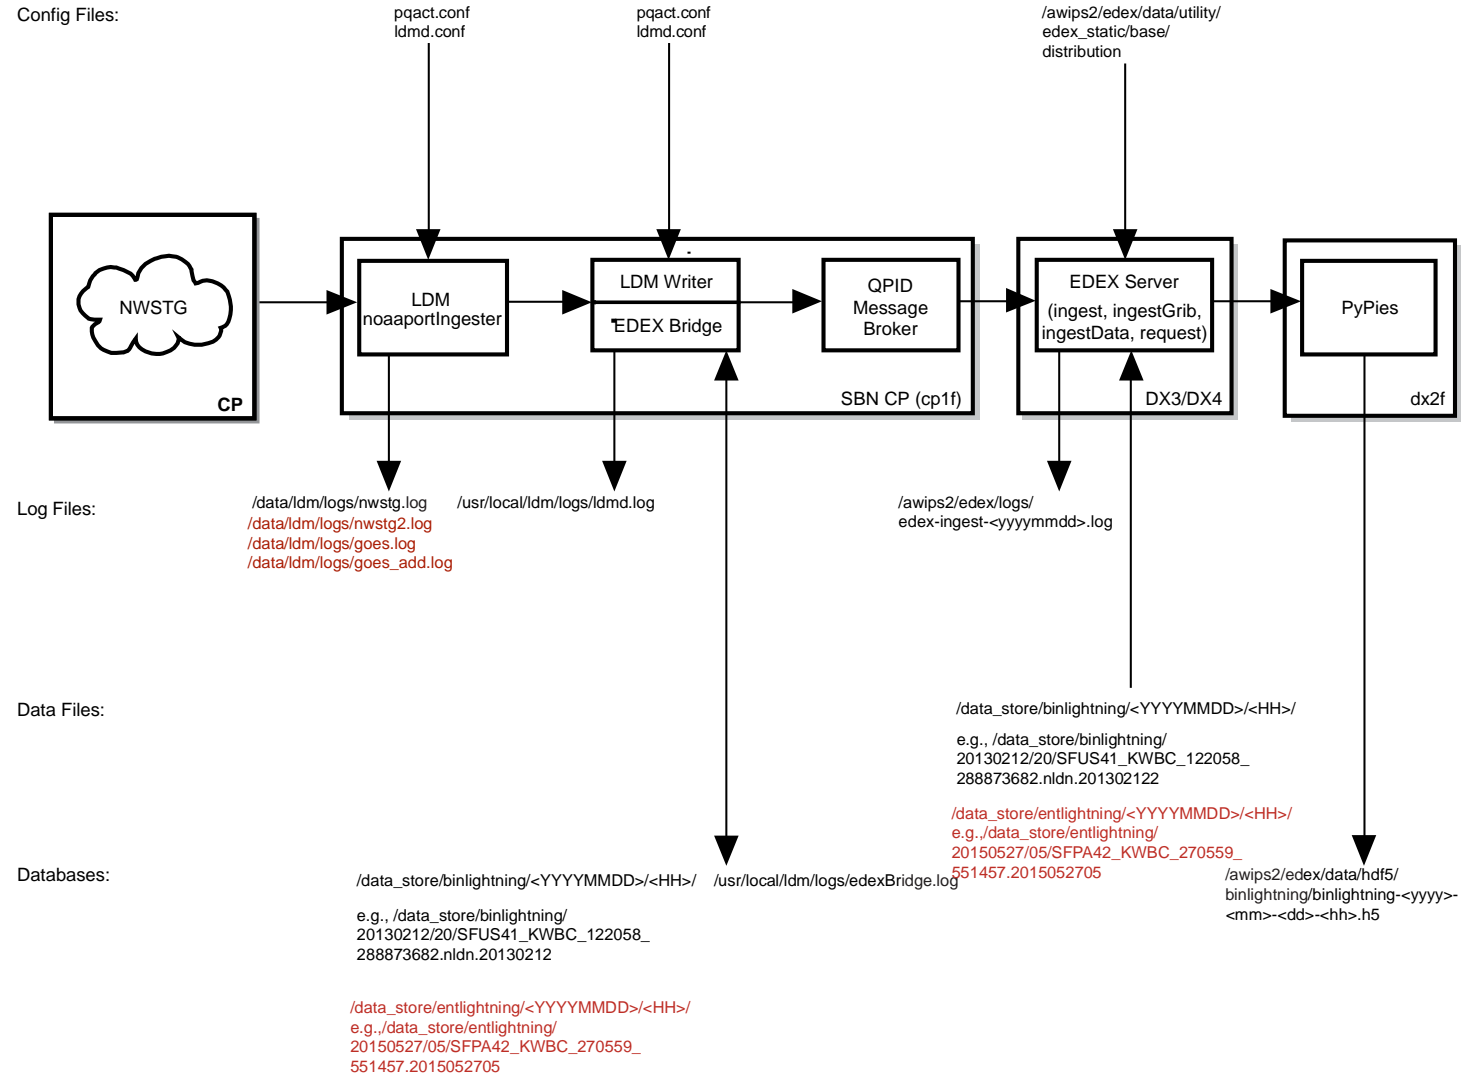 Config Files:
pqact.conf
ldmd.conf
pqact.conf
ldmd.conf
/awips2/edex/data/utility/
edex_static/base/
distribution
NWSTG
CP
LDM
noaaportIngester
LDM Writer
EDEX Bridge
QPID
Message
Broker
SBN CP (cp1f)
EDEX Server
(ingest, ingestGrib,
ingestData, request)
DX3/DX4
PyPies
dx2f
Log Files:
/data/ldm/logs/nwstg.log
/data/ldm/logs/nwstg2.log
/data/ldm/logs/goes.log
/data/ldm/logs/goes_add.log
/usr/local/ldm/logs/ldmd.log
/awips2/edex/logs/
edex-ingest-<yyyymmdd>.log
Data Files:
/data_store/binlightning/<YYYYMMDD>/<HH>/
e.g., /data_store/binlightning/
20130212/20/SFUS41_KWBC_122058_
288873682.nldn.201302122
/data_store/entlightning/<YYYYMMDD>/<HH>/
e.g.,/data_store/entlightning/
20150527/05/SFPA42_KWBC_270559_
551457.2015052705
Databases:
/data_store/binlightning/<YYYYMMDD>/<HH>/
e.g., /data_store/binlightning/
20130212/20/SFUS41_KWBC_122058_
288873682.nldn.20130212
/data_store/entlightning/<YYYYMMDD>/<HH>/
e.g.,/data_store/entlightning/
20150527/05/SFPA42_KWBC_270559_
551457.2015052705
/usr/local/ldm/logs/edexBridge.log
/awips2/edex/data/hdf5/
binlightning/binlightning-<yyyy>-
<mm>-<dd>-<hh>.h5